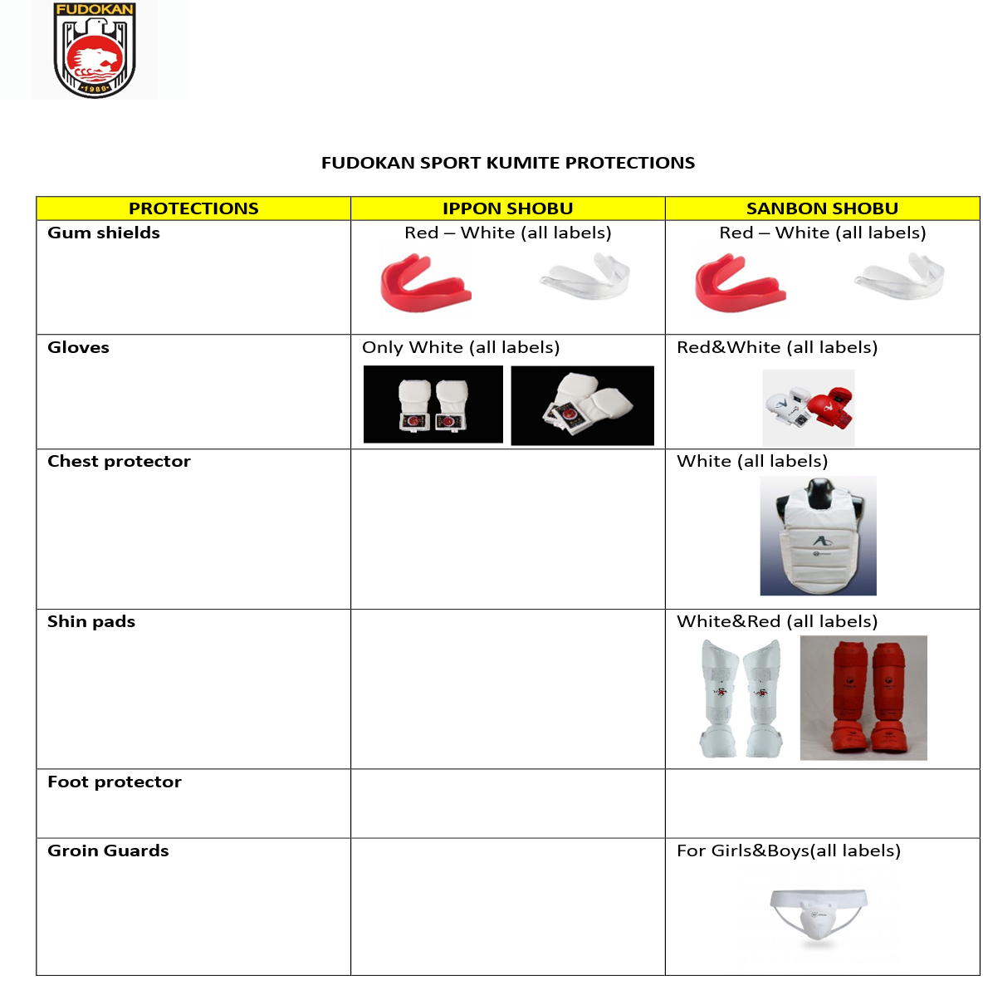 FUDOKAN
·1980·
FUDOKAN SPORT KUMITE PROTECTIONS
PROTECTIONS IPPON SHOBU SANBON SHOBU
Gum shields Red – White (all labels) Red – White (all labels)
Gloves Only White (all labels) Red&White (all labels)
Chest protector White (all labels)
Shin pads White&Red (all labels)
Foot protector
Groin Guards For Girls&Boys(all labels)